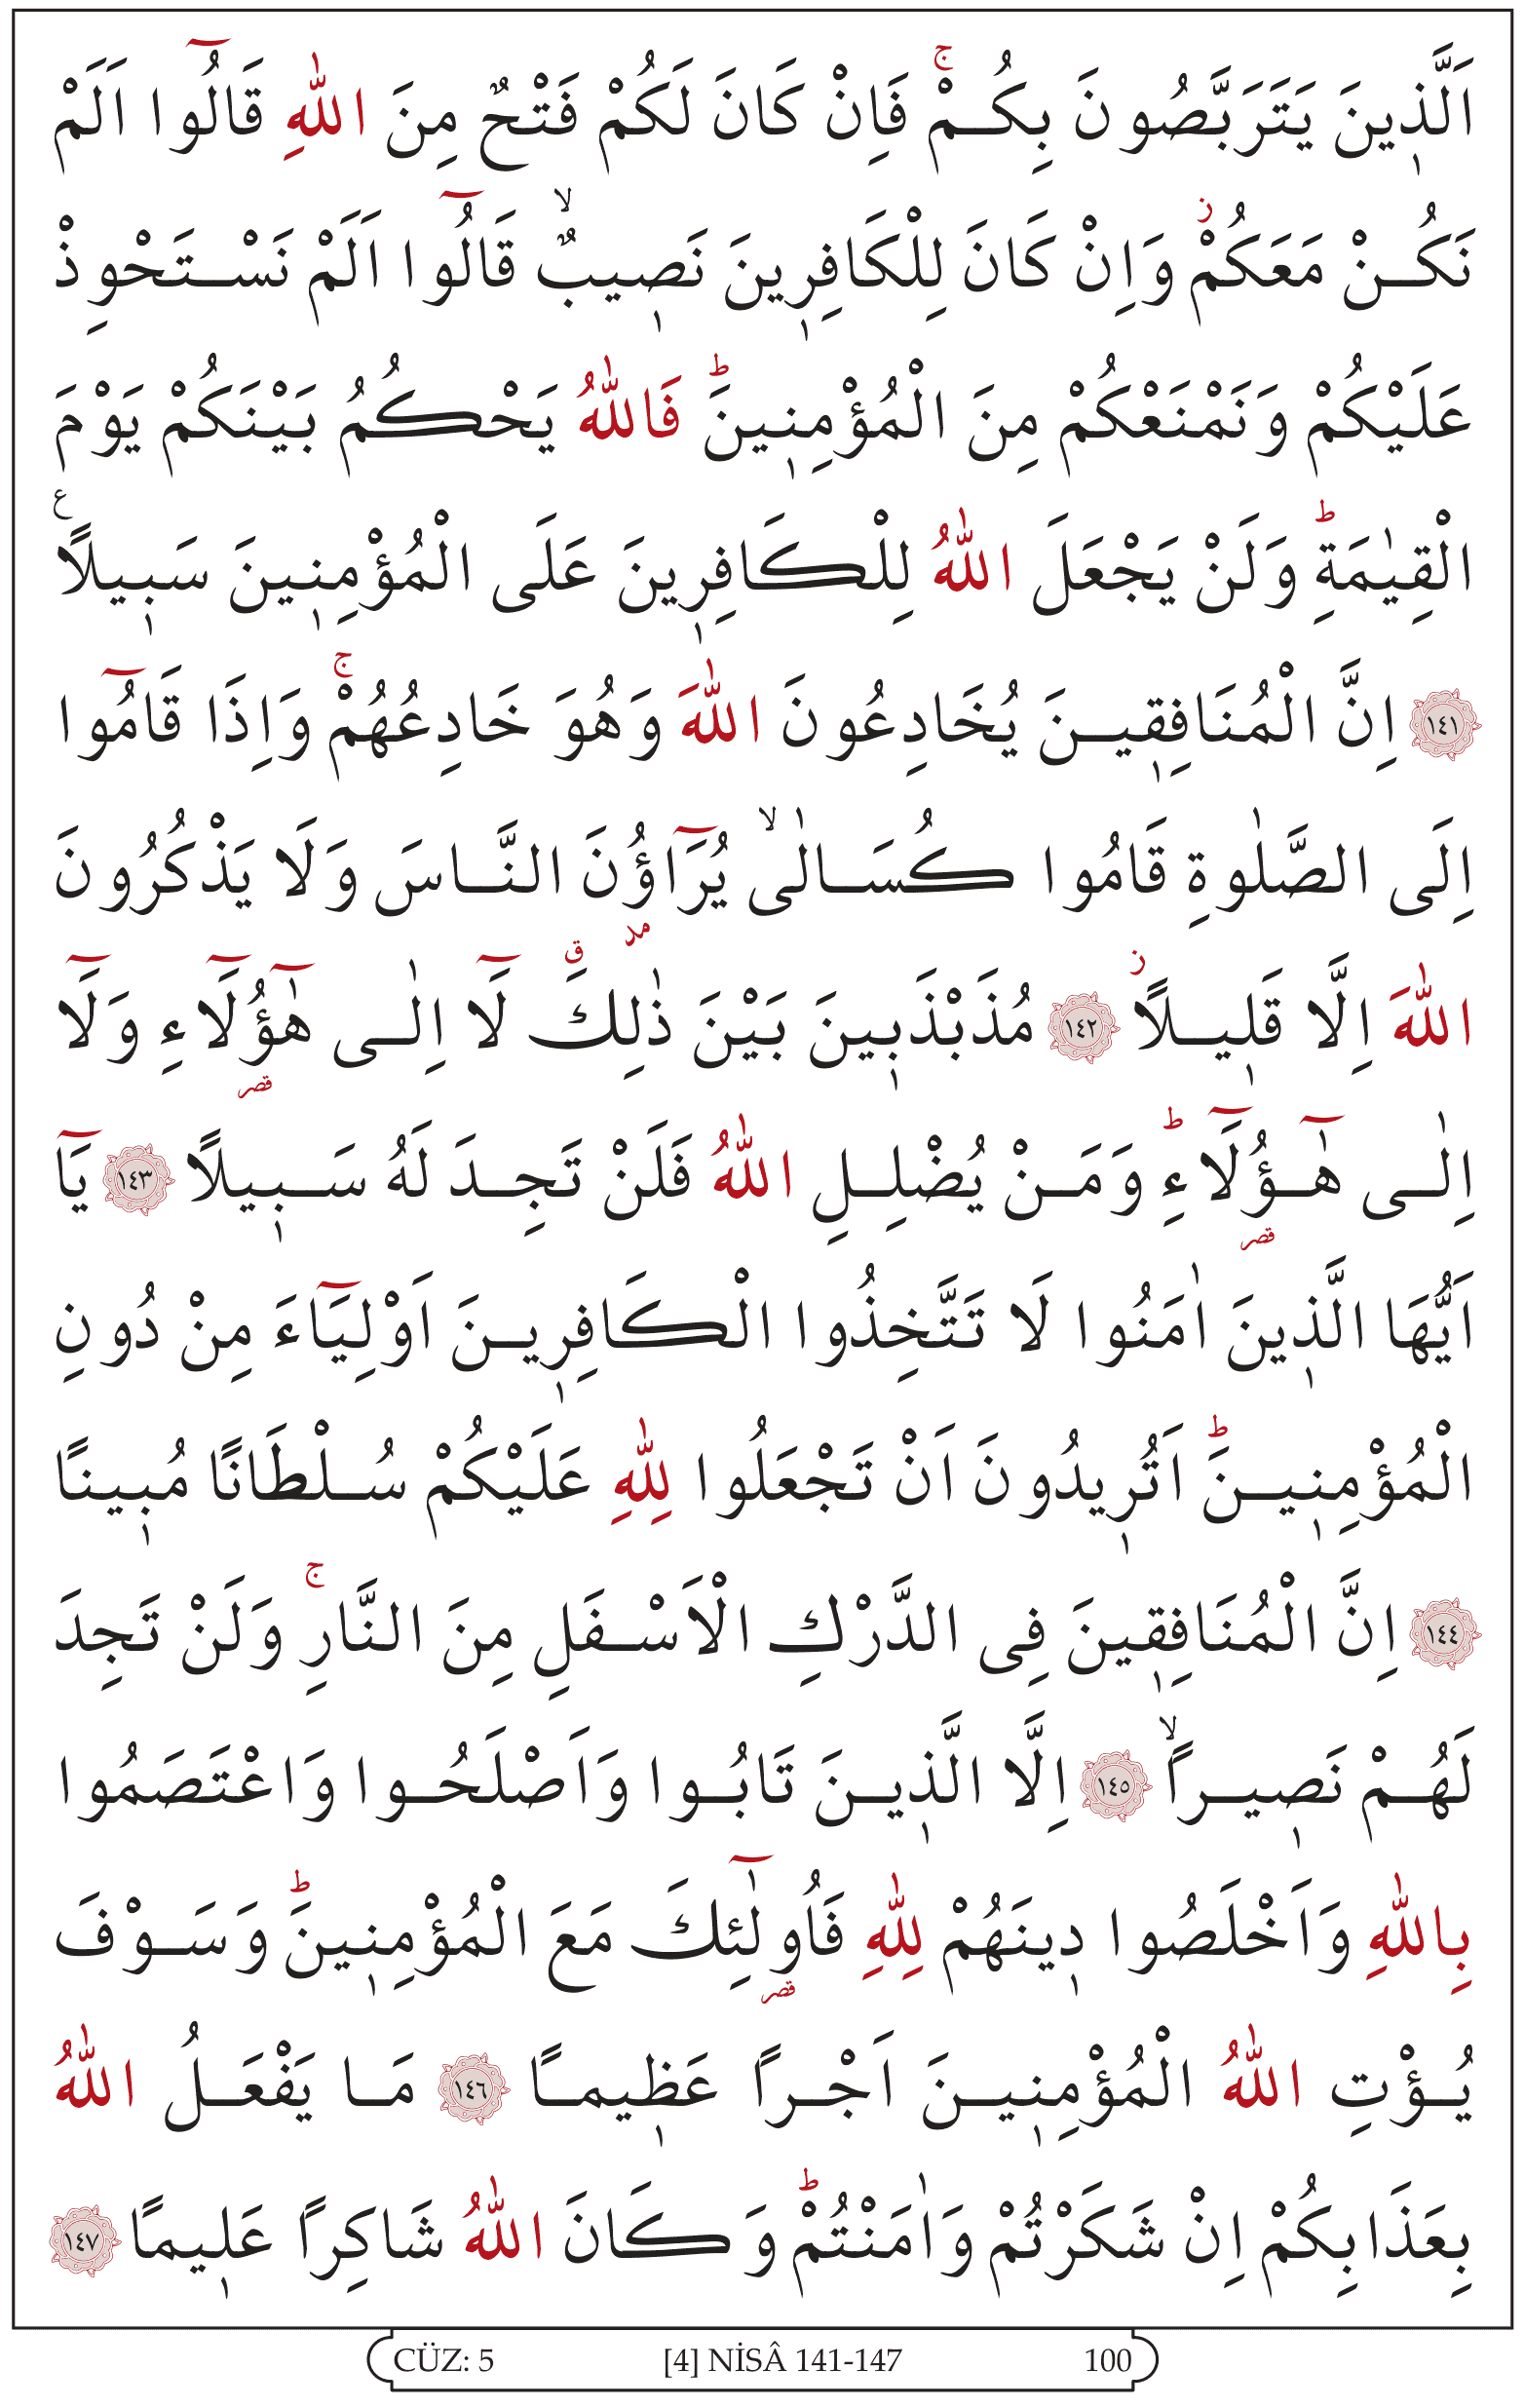 اَلَّذ۪ينَ يَتَرَبَّصُونَ بِكُمْۚ فَاِنْ كَانَ لَكُمْ فَتْحٌ مِنَ اللّٰهِ قَالُٓوا اَلَمْ
نَكُنْ مَعَكُمْۘ وَاِنْ كَانَ لِلْكَافِر۪ينَ نَص۪يبٌۙ قَالُٓوا اَلَمْ نَسْتَحْوِذْ
عَلَيْكُمْ وَنَمْنَعْكُمْ مِنَ الْمُؤْمِن۪ينَۜ فَاللّٰهُ يَحْكُمُ بَيْنَكُمْ يَوْمَ
الْقِيٰمَةِۜ وَلَنْ يَجْعَلَ اللّٰهُ لِلْكَافِر۪ينَ عَلَى الْمُؤْمِن۪ينَ سَب۪يلًاع
﴿١٤١﴾ اِنَّ الْمُنَافِق۪ينَ يُخَادِعُونَ اللّٰهَ وَهُوَ خَادِعُهُمْۚ وَاِذَا قَامُٓوا
اِلَى الصَّلٰوةِ قَامُوا كُسَالٰىۙ يُرَٓاؤُ۫نَ النَّاسَ وَلَا يَذْكُرُونَ
اللّٰهَ اِلَّا قَل۪يلًاۘ ﴿١٤٢﴾ مُذَبْذَب۪ينَ بَيْنَ ذٰلِكَۗ لَٓا اِلٰى هٰٓؤُ۬لَٓاءِ وَلَٓا
اِلٰى هٰٓؤُ۬لَٓاءِۜ وَمَنْ يُضْلِلِ اللّٰهُ فَلَنْ تَجِدَ لَهُ سَب۪يلًا ﴿١٤٣﴾ يَٓا
اَيُّهَا الَّذ۪ينَ اٰمَنُوا لَا تَتَّخِذُوا الْكَافِر۪ينَ اَوْلِيَٓاءَ مِنْ دُونِ
الْمُؤْمِن۪ينَۜ اَتُر۪يدُونَ اَنْ تَجْعَلُوا لِلّٰهِ عَلَيْكُمْ سُلْطَانًا مُب۪ينًا
﴿١٤٤﴾ اِنَّ الْمُنَافِق۪ينَ فِى الدَّرْكِ الْاَسْفَلِ مِنَ النَّارِۚ وَلَنْ تَجِدَ
لَهُمْ نَص۪يرًاۙ ﴿١٤٥﴾ اِلَّا الَّذ۪ينَ تَابُوا وَاَصْلَحُوا وَاعْتَصَمُوا
بِاللّٰهِ وَاَخْلَصُوا د۪ينَهُمْ لِلّٰهِ فَاُو۬لٰٓئِكَ مَعَ الْمُؤْمِن۪ينَۜ وَسَوْفَ
يُؤْتِ اللّٰهُ الْمُؤْمِن۪ينَ اَجْرًا عَظ۪يمًا ﴿١٤٦﴾ مَا يَفْعَلُ اللّٰهُ
بِعَذَابِكُمْ اِنْ شَكَرْتُمْ وَاٰمَنْتُمْۜ وَكَانَ اللّٰهُ شَاكِرًا عَل۪يمًا ﴿١٤٧﴾
CÜZ: 5 [4] NİSÂ 141-147 100